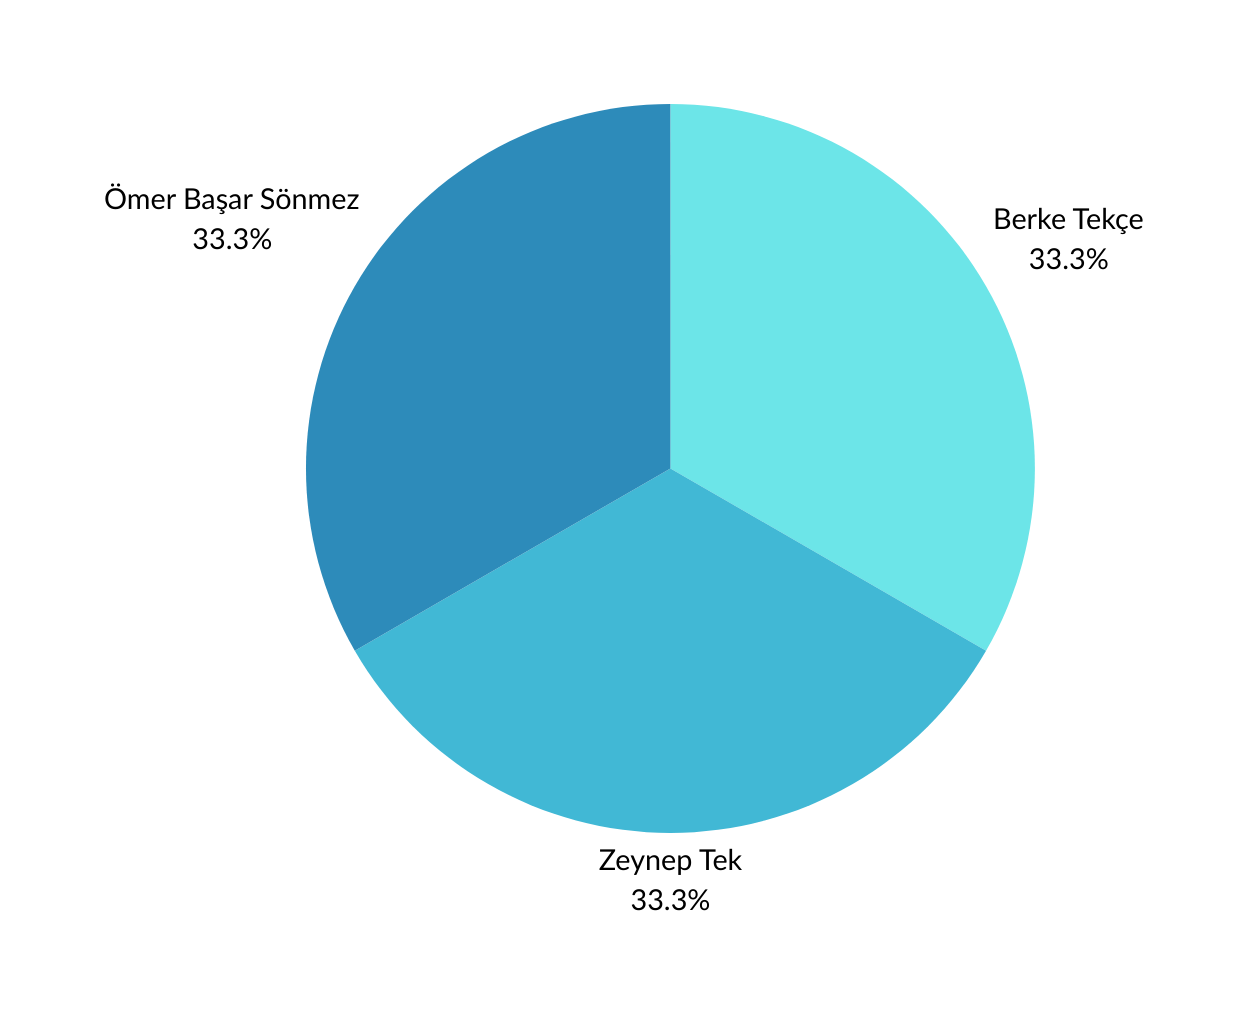 Ömer Başar Sönmez
33.3%
Berke Tekçe
33.3%
Zeynep Tek
33.3%